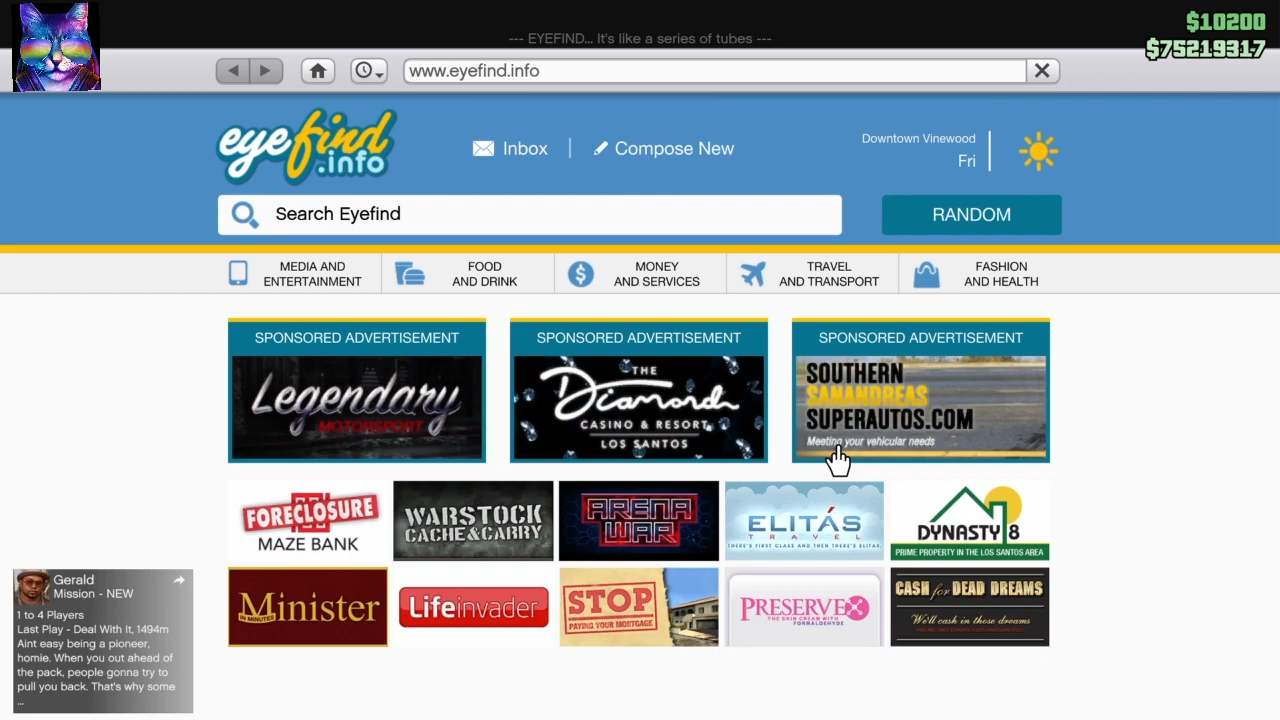 $10200
--- EYEFIND... It's like a series of tubes ---
$75219317
www.eyefind.info
eyefind
.info
Inbox
Compose New
Downtown Vinewood
Fri
Search Eyefind
RANDOM
MEDIA AND
ENTERTAINMENT
FOOD
AND DRINK
MONEY
AND SERVICES
TRAVEL
AND TRANSPORT
FASHION
AND HEALTH
SPONSORED ADVERTISEMENT
Legendary
MOTORSPORT
SPONSORED ADVERTISEMENT
THE
Diamond
CASINO & RESORT
LOS SANTOS
SPONSORED ADVERTISEMENT
SOUTHERN
SANANDREAS
SUPERAUTOS.COM
Meeting your vehicular needs
FORECLOSURE
MAZE BANK
WARSTOCK
CACHE&CARRY
ARENA
WAR
ELITÁS
TRAVEL
THERE'S FIRST CLASS AND THEN THERE'S ELITAS
DYNASTY 8
PRIME PROPERTY IN THE LOS SANTOS AREA
Minister
IN MINUTES
Lifeinvader
STOP
PAYING YOUR MORTGAGE
PRESERVEX
THE SKIN CREAM WITH
FORMALDEHYDE
CASH for DEAD DREAMS
We'll cash in those dreams
Gerald
Mission - NEW
1 to 4 Players
Last Play - Deal With It, 1494m
Aint easy being a pioneer,
homie. When you out ahead of
the pack, people gonna try to
pull you back. That's why some
...